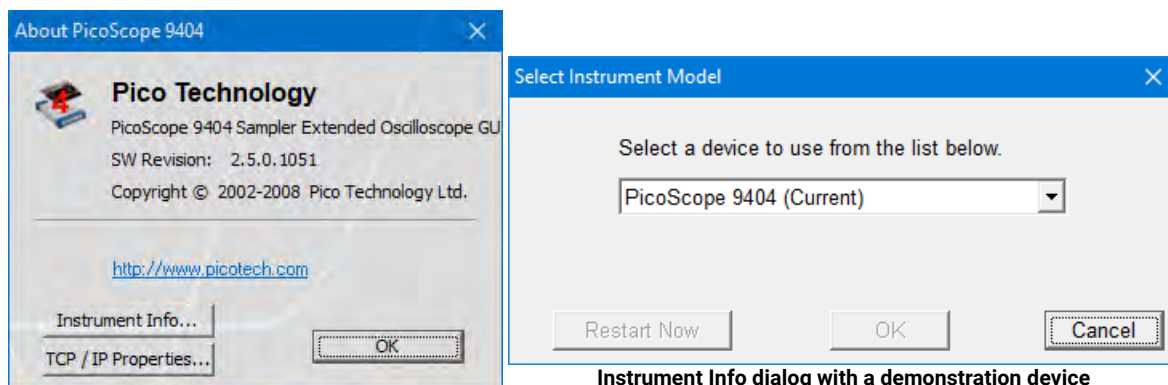 About PicoScope 9404
Pico Technology
PicoScope 9404 Sampler Extended Oscilloscope GU
SW Revision: 2.5.0.1051
Copyright © 2002-2008 Pico Technology Ltd.
http://www.picotech.com
Instrument Info...
TCP / IP Properties...
OK
Select Instrument Model
Select a device to use from the list below.
PicoScope 9404 (Current)
Restart Now
OK
Cancel
Instrument Info dialog with a demonstration device